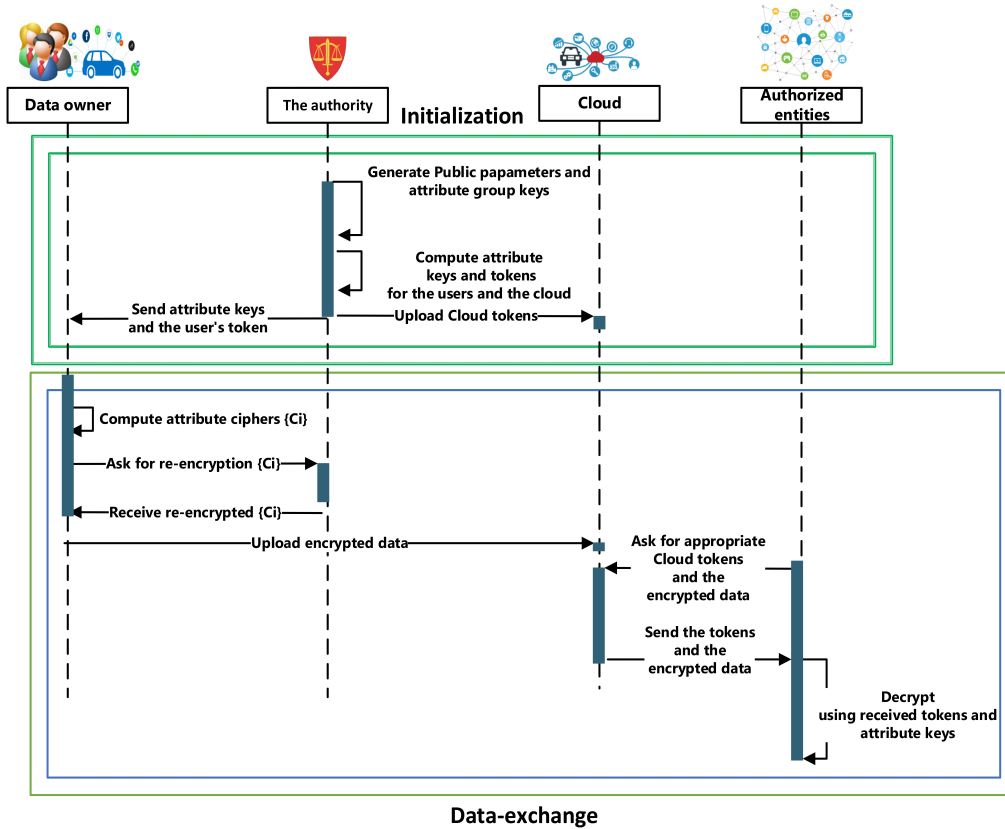 Data owner
The authority
Cloud
Authorized
entities
Initialization
Generate Public papameters and
attribute group keys
Compute attribute
keys and tokens
for the users and the cloud
Send attribute keys
and the user's token
Upload Cloud tokens
Compute attribute ciphers {Ci}
Ask for re-encryption {Ci}
Receive re-encrypted {Ci}
Upload encrypted data
Ask for appropriate
Cloud tokens
and the
encrypted data
Send the tokens
and the
encrypted data
Decrypt
using received tokens and
attribute keys
Data-exchange